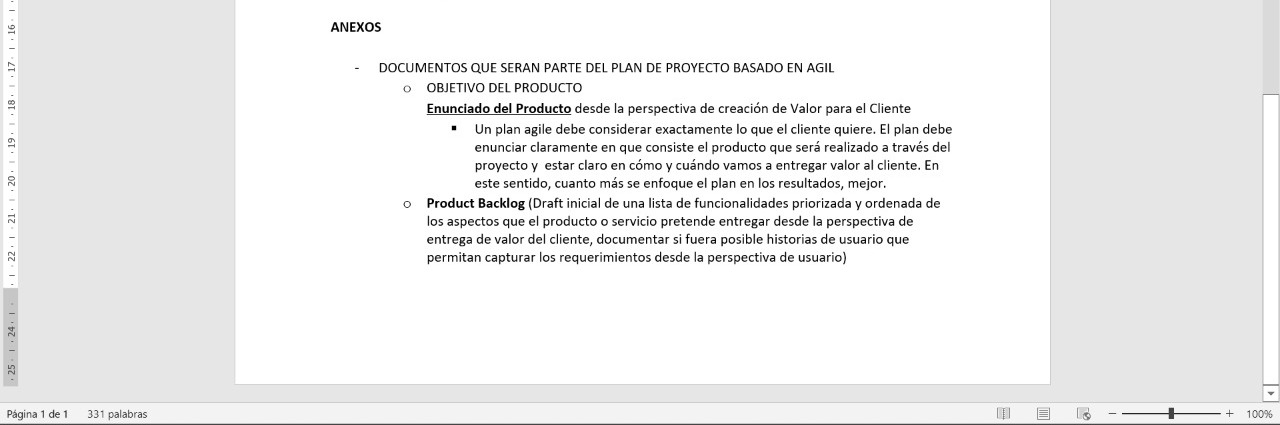 ANEXOS
- DOCUMENTOS QUE SERAN PARTE DEL PLAN DE PROYECTO BASADO EN AGIL
o OBJETIVO DEL PRODUCTO
Enunciado del Producto desde la perspectiva de creación de Valor para el Cliente
▪ Un plan agile debe considerar exactamente lo que el cliente quiere. El plan debe
enunciar claramente en que consiste el producto que será realizado a través del
proyecto y  estar claro en cómo y cuándo vamos a entregar valor al cliente. En
este sentido, cuanto más se enfoque el plan en los resultados, mejor.
o Product Backlog (Draft inicial de una lista de funcionalidades priorizada y ordenada de
los aspectos que el producto o servicio pretende entregar desde la perspectiva de
entrega de valor del cliente, documentar si fuera posible historias de usuario que
permitan capturar los requerimientos desde la perspectiva de usuario)
16
17
18
19
20
21
22
24
25
Página 1 de 1 331 palabras 100%